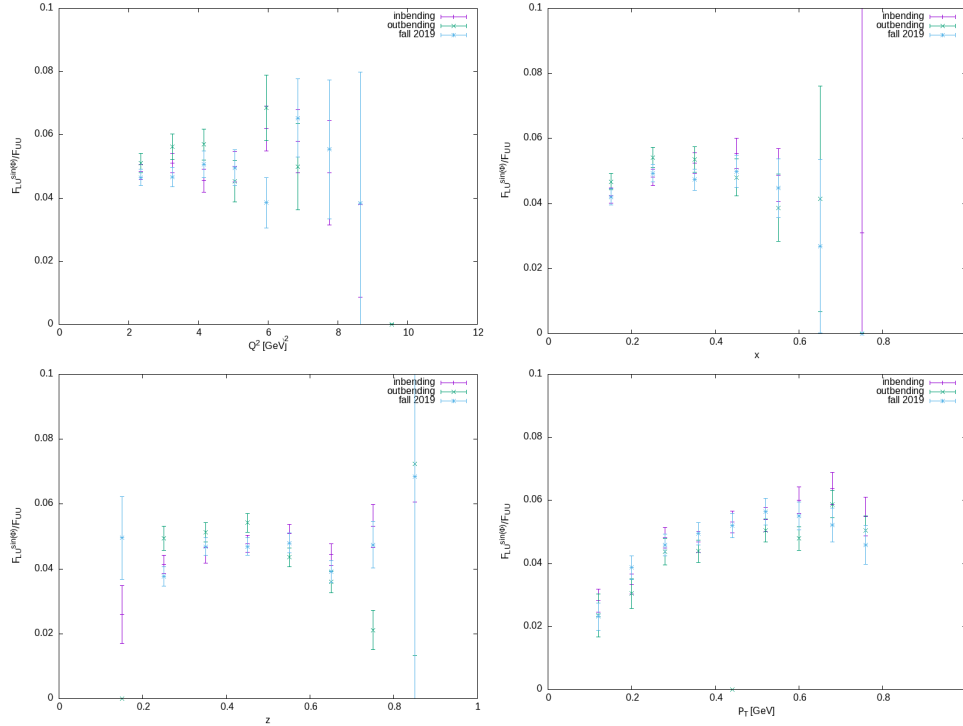 0.1
0.08
0.06
0.04
0.02
0
0 2 4 6 8 10 12
F_LU^sin(Φ)/F_UU
Q^2 [GeV]^2
inbending
outbending
fall 2019
0.1
0.08
0.06
0.04
0.02
0
0 0.2 0.4 0.6 0.8
F_LU^sin(Φ)/F_UU
x
inbending
outbending
fall 2019
0.1
0.08
0.06
0.04
0.02
0
0 0.2 0.4 0.6 0.8 1
F_LU^sin(Φ)/F_UU
z
inbending
outbending
fall 2019
0.1
0.08
0.06
0.04
0.02
0
0 0.2 0.4 0.6 0.8
F_LU^sin(Φ)/F_UU
P_T [GeV]
inbending
outbending
fall 2019